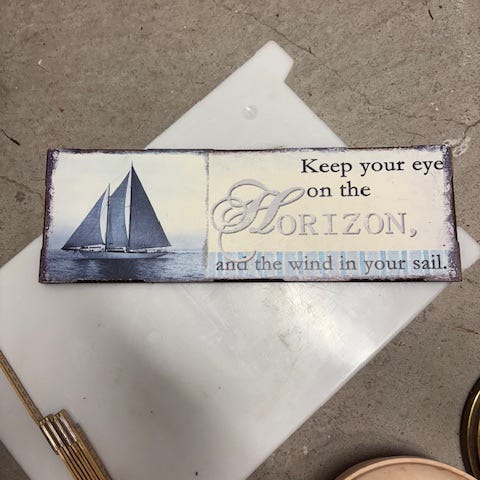 Keep your eye
on the
HORIZON,
and the wind in your sail.